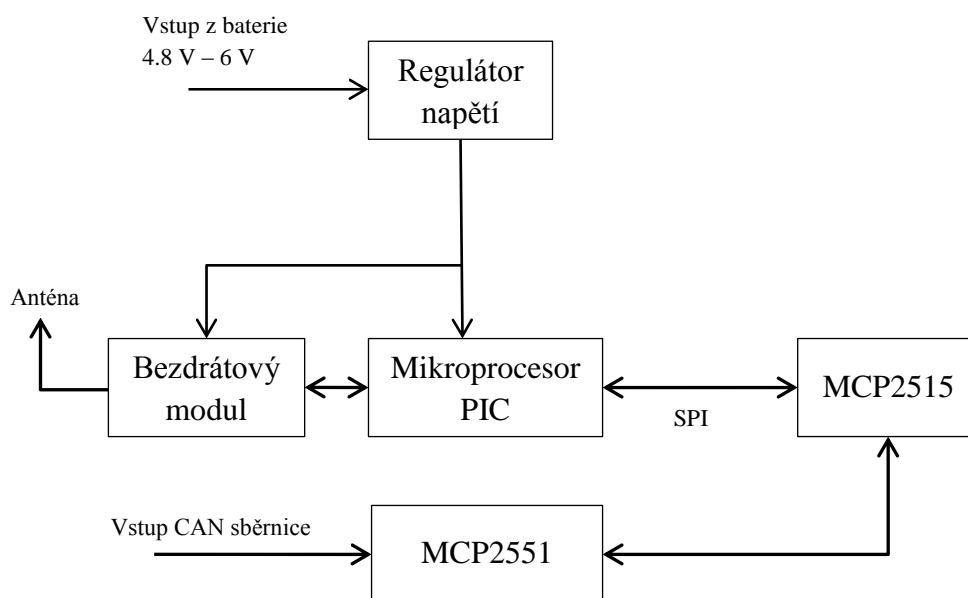 Vstup z baterie
4.8 V – 6 V
Regulátor
napětí
Anténa
Bezdrátový
modul
Mikroprocesor
PIC
SPI
MCP2515
Vstup CAN sběrnice
MCP2551